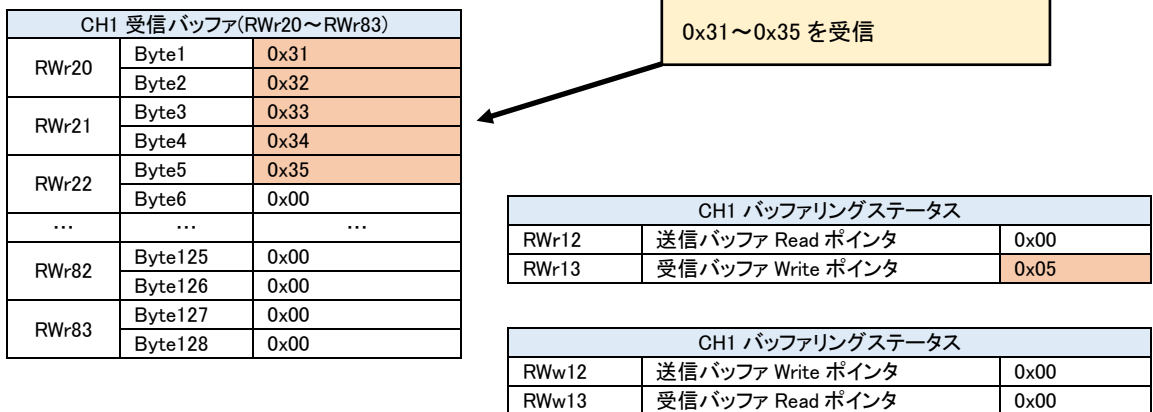 CH1 受信バッファ(RWr20～RWr83)
RWr20 Byte1 0x31
Byte2 0x32
RWr21 Byte3 0x33
Byte4 0x34
RWr22 Byte5 0x35
Byte6 0x00
… … …
RWr82 Byte125 0x00
Byte126 0x00
RWr83 Byte127 0x00
Byte128 0x00
0x31～0x35 を受信
CH1 バッファリングステータス
RWr12 送信バッファ Read ポインタ 0x00
RWr13 受信バッファ Write ポインタ 0x05
CH1 バッファリングステータス
RWw12 送信バッファ Write ポインタ 0x00
RWw13 受信バッファ Read ポインタ 0x00